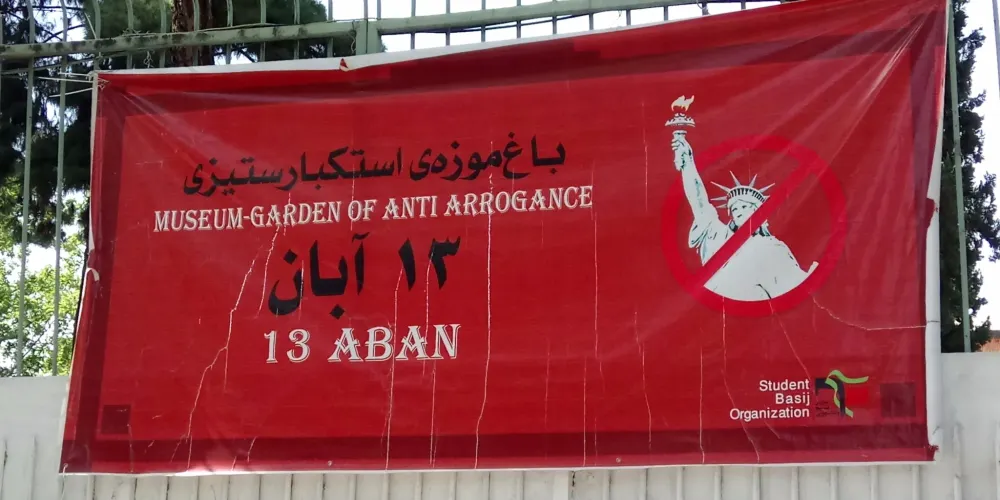 باغ‌موزه‌ی استکبارستیزی
MUSEUM-GARDEN OF ANTI ARROGANCE
۱۳ آبان
13 ABAN
Student
Basij
Organization